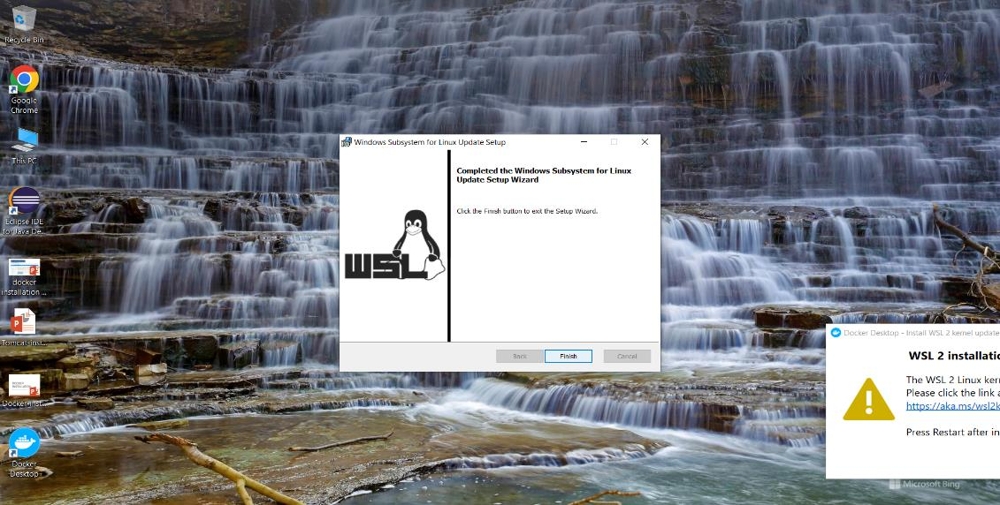 Recycle Bin
Google
Chrome
This PC
Eclipse IDE
for Java De...
docker
installation ...
Tomcat-inst...
Docker-inst...
Docker
Desktop
Windows Subsystem for Linux Update Setup
Completed the Windows Subsystem for Linux
Update Setup Wizard
Click the Finish button to exit the Setup Wizard.
WSL
Back
Finish
Cancel
Docker Desktop - Install WSL 2 kernel update
WSL 2 installatio
The WSL 2 Linux kern
Please click the link a
https://aka.ms/wsl2k
Press Restart after in
Microsoft Bing